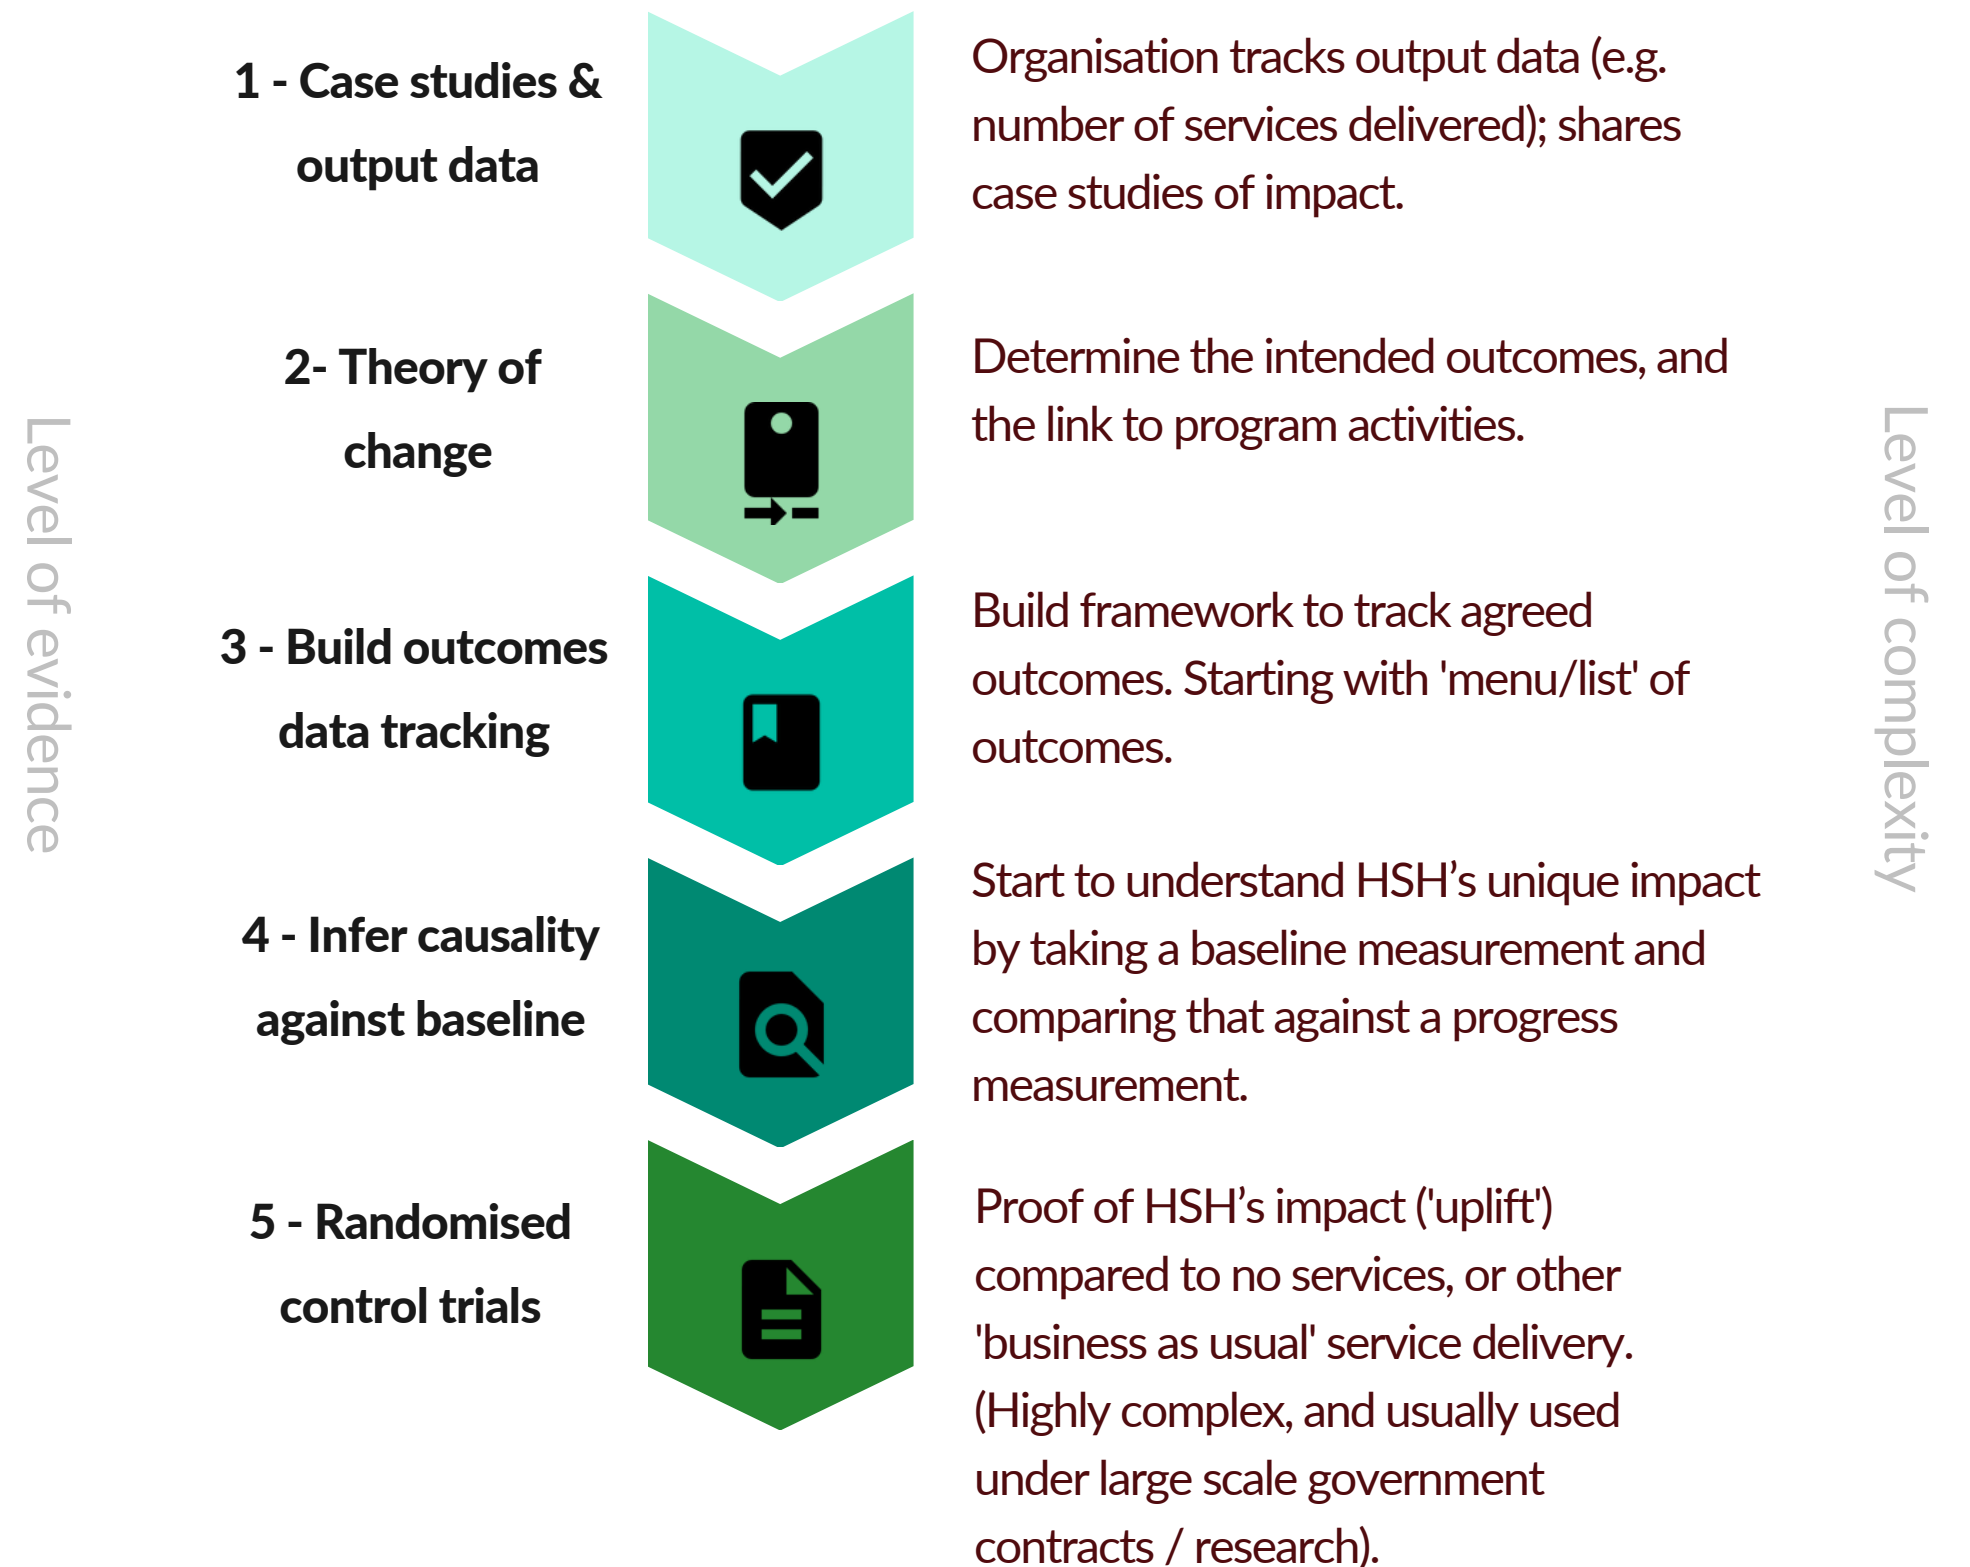 Level of evidence
1 - Case studies &
output data
Organisation tracks output data (e.g.
number of services delivered); shares
case studies of impact.
2- Theory of
change
Determine the intended outcomes, and
the link to program activities.
3 - Build outcomes
data tracking
Build framework to track agreed
outcomes. Starting with 'menu/list' of
outcomes.
4 - Infer causality
against baseline
Start to understand HSH’s unique impact
by taking a baseline measurement and
comparing that against a progress
measurement.
5 - Randomised
control trials
Proof of HSH’s impact ('uplift')
compared to no services, or other
'business as usual' service delivery.
(Highly complex, and usually used
under large scale government
contracts / research).
Level of complexity